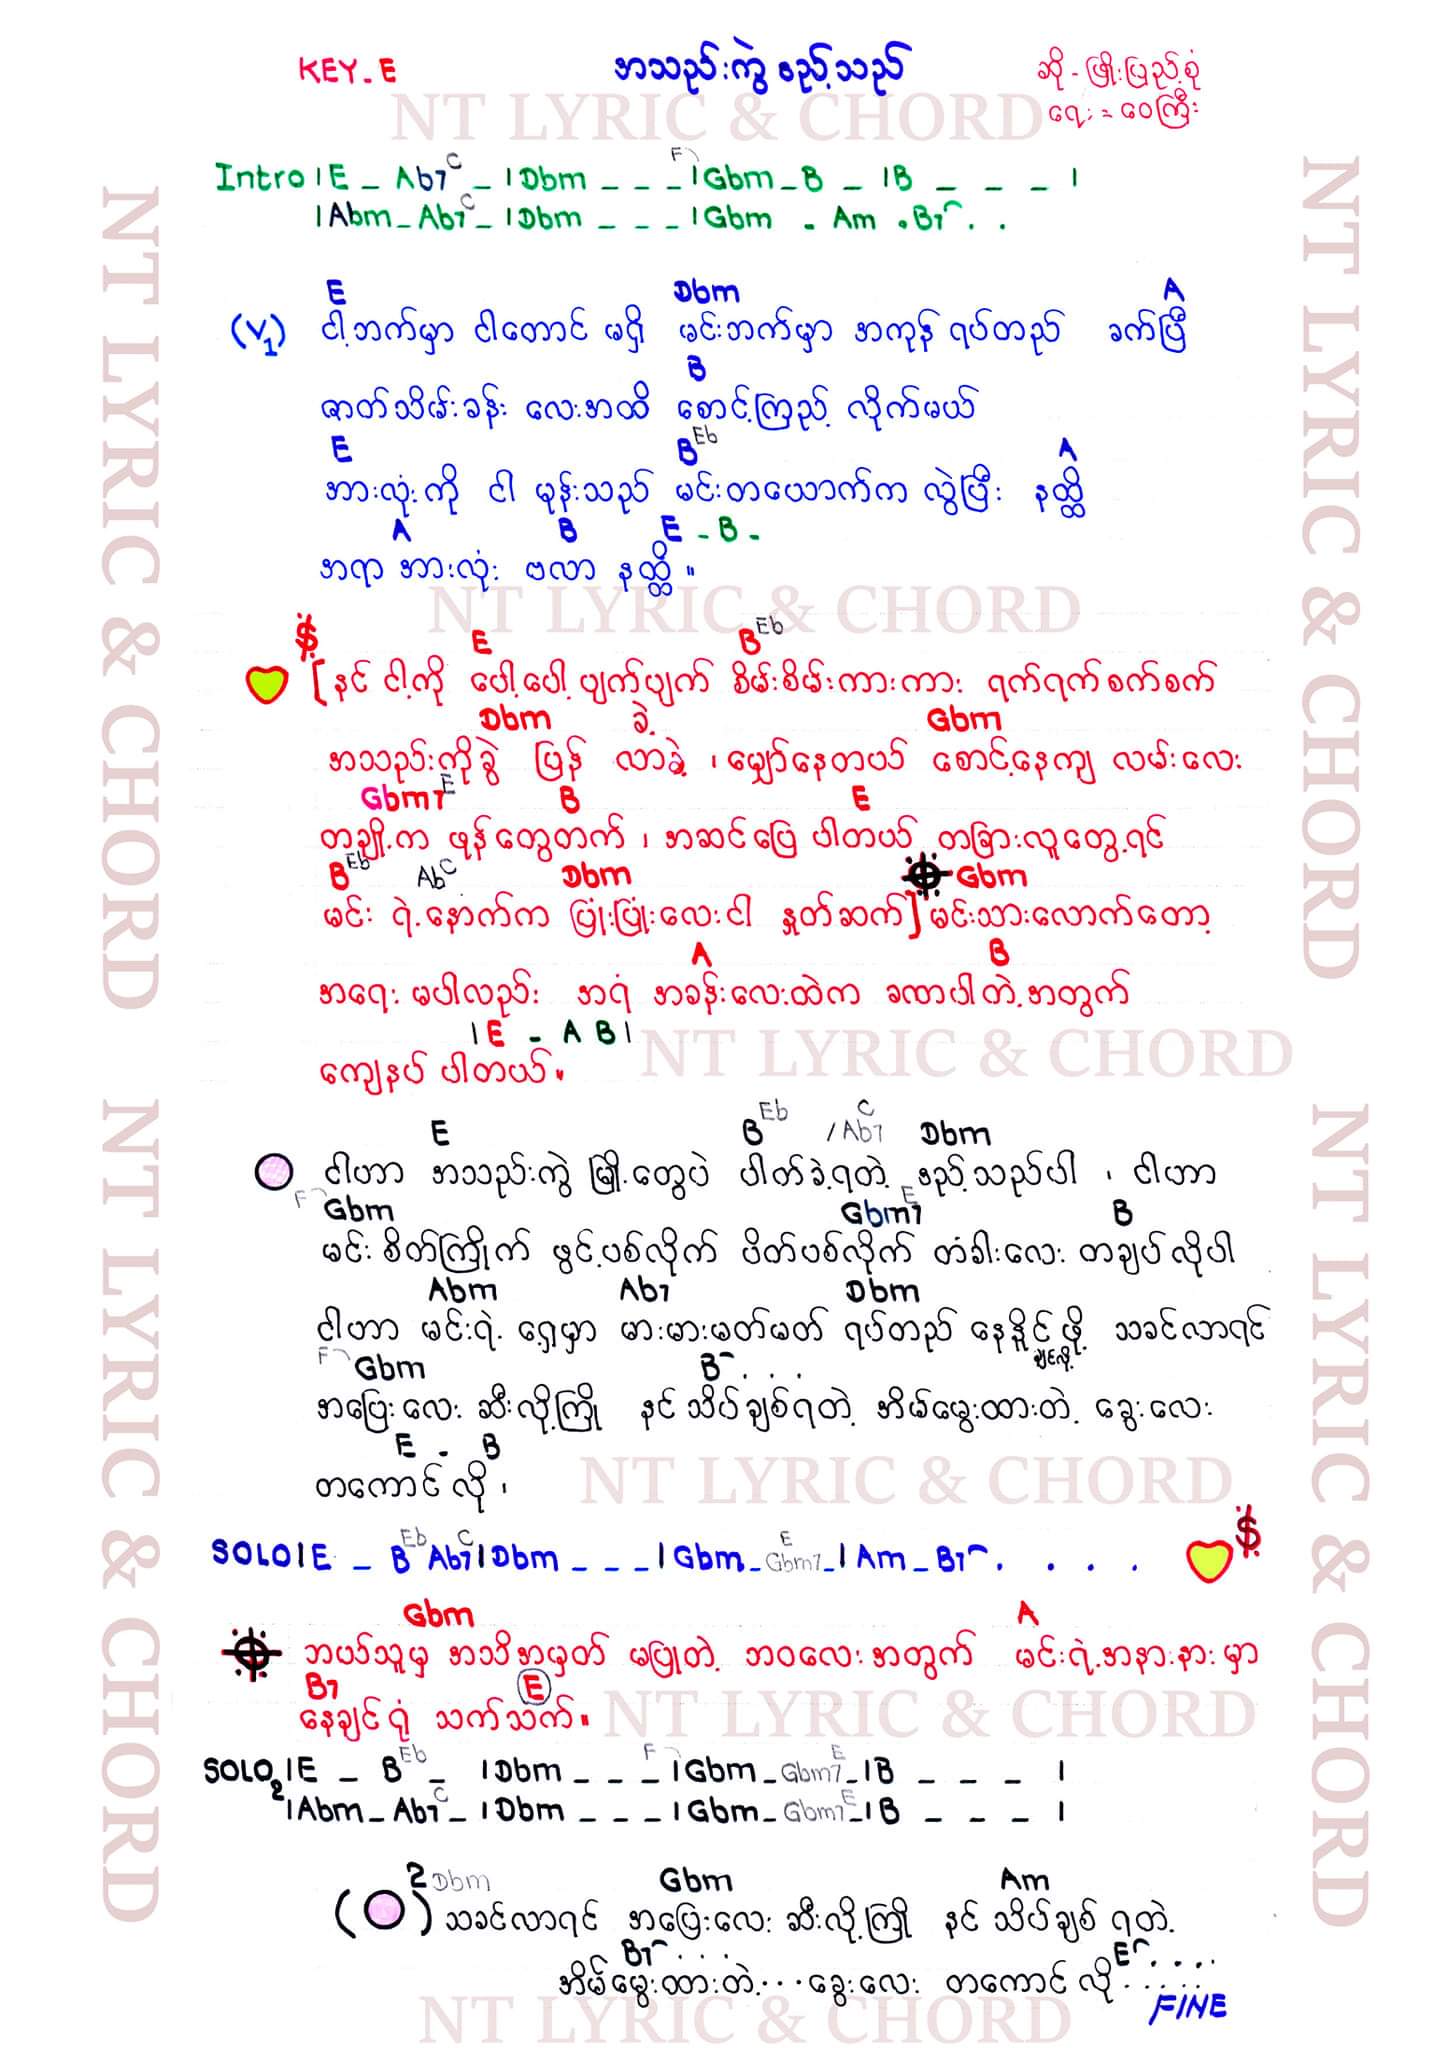 KEY - E
အသည်းကွဲ ဧည့်သည်
ဆို - ဖြိုးပြည့်စုံ
ရေး = ဝေကြီး
NT LYRIC & CHORD
Intro | E _ Ab7 C _ | Dbm _ _ _ F | Gbm _ B _ | B _ _ _ |
| Abm _ Ab7 C _ | Dbm _ _ _ | Gbm . Am . B7 . .
E Dbm A
(V1) ငါ့ဘက်မှာ ငါတောင် မရှိ မင်းဘက်မှာ အကုန် ရပ်တည် ခက်ပြီ
B
ဇာတ်သိမ်းခန်း လေးအထိ စောင့်ကြည့် လိုက်မယ်
E B Eb A
အားလုံးကို ငါ မုန်းသည် မင်းတယောက်က လွဲပြီး နတ္ထိ
A B E - B -
အရာ အားလုံး ဗလာ နတ္ထိ ။
NT LYRIC & CHORD
E B Eb
[ နင် ငါ့ကို ပေါ့ပေါ့ ပျက်ပျက် စိမ်းစိမ်းကားကား ရက်ရက်စက်စက်
Dbm ခဲ့ Gbm
အသည်းကိုခွဲ ပြန် လာခဲ့ ၊ မျှော်နေတယ် စောင့်နေကျ လမ်းလေး
Gbm7 E B E
တချို့က ဖုန်တွေတက် ၊ အဆင်ပြေ ပါတယ် တခြားလူတွေ့ရင်
B Eb Ab C Dbm Gbm
မင်း ရဲ့နောက်က ပြုံးပြုံးလေးငါ နှုတ်ဆက် ] မင်းသားလောက်တော့
A B
အရေး မပါလည်း အရံ အခန်းလေးထဲက ခဏပါတဲ့အတွက်
| E - A B |
ကျေနပ် ပါတယ် ။
NT LYRIC & CHORD
E B Eb / Ab7 C Dbm
ငါဟာ အသည်းကွဲ မြို့တွေပဲ ပါတ်ခဲ့ရတဲ့ ဧည့်သည်ပါ ၊ ငါဟာ
F Gbm Gbm7 E B
မင်း စိတ်ကြိုက် ဖွင့်ပစ်လိုက် ပိတ်ပစ်လိုက် တံခါးလေး တချပ်လိုပါ
Abm Ab7 Dbm
ငါဟာ မင်းရဲ့ ရှေ့မှာ မားမားမတ်မတ် ရပ်တည် နေနိုင်ဖို့ သခင်လာရင်
F Gbm B . . .
အပြေးလေး ဆီးလို့ကြို နင် သိပ်ချစ်ရတဲ့ အိမ်မွေးထားတဲ့ ခွေးလေး
E - B
တကောင်လို ၊
NT LYRIC & CHORD
SOLO | E _ B Eb Ab7 C | Dbm _ _ _ | Gbm _ Gbm7 E _ | Am _ B7 . . . .
Gbm A
ဘယ်သူမှ အသိအမှတ် မပြုတဲ့ ဘဝလေးအတွက် မင်းရဲ့အနားနားမှာ
B7 E
နေချင်ရုံ သက်သက် ။
NT LYRIC & CHORD
SOLO2 | E _ B Eb _ | Dbm _ _ _ F | Gbm _ Gbm7 E _ | B _ _ _ |
| Abm _ Ab7 C _ | Dbm _ _ _ | Gbm _ Gbm7 E _ | B _ _ _ |
( ) 2 Dbm Gbm Am
သခင်လာရင် အပြေးလေး ဆီးလို့ကြို နင် သိပ်ချစ် ရတဲ့
B7 . . . E . . . .
အိမ်မွေးထားတဲ့ . . . ခွေးလေး တကောင်လို . . . . . .
FINE
NT LYRIC & CHORD
NT LYRIC & CHORD
NT LYRIC & CHORD
NT LYRIC & CHORD
NT LYRIC & CHORD